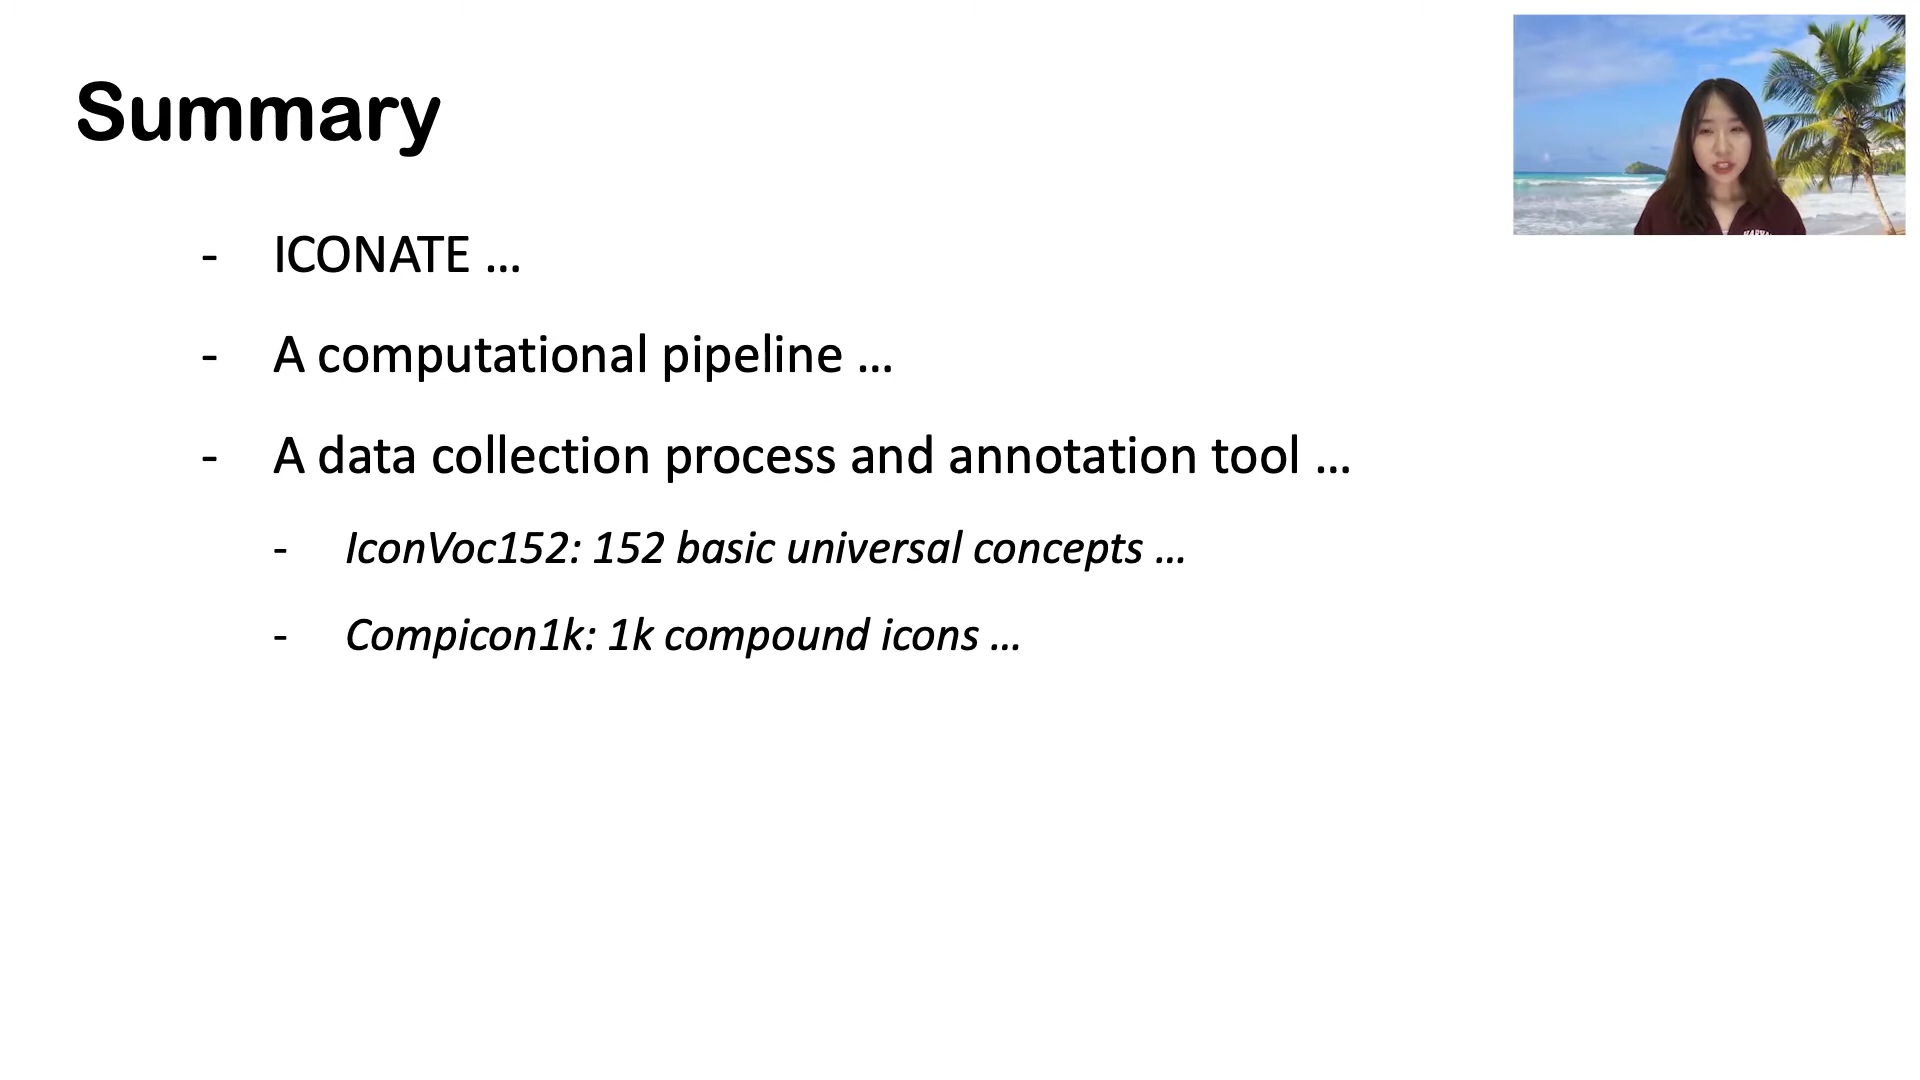 Summary
- ICONATE ...
- A computational pipeline ...
- A data collection process and annotation tool ...
- IconVoc152: 152 basic universal concepts ...
- Compicon1k: 1k compound icons ...